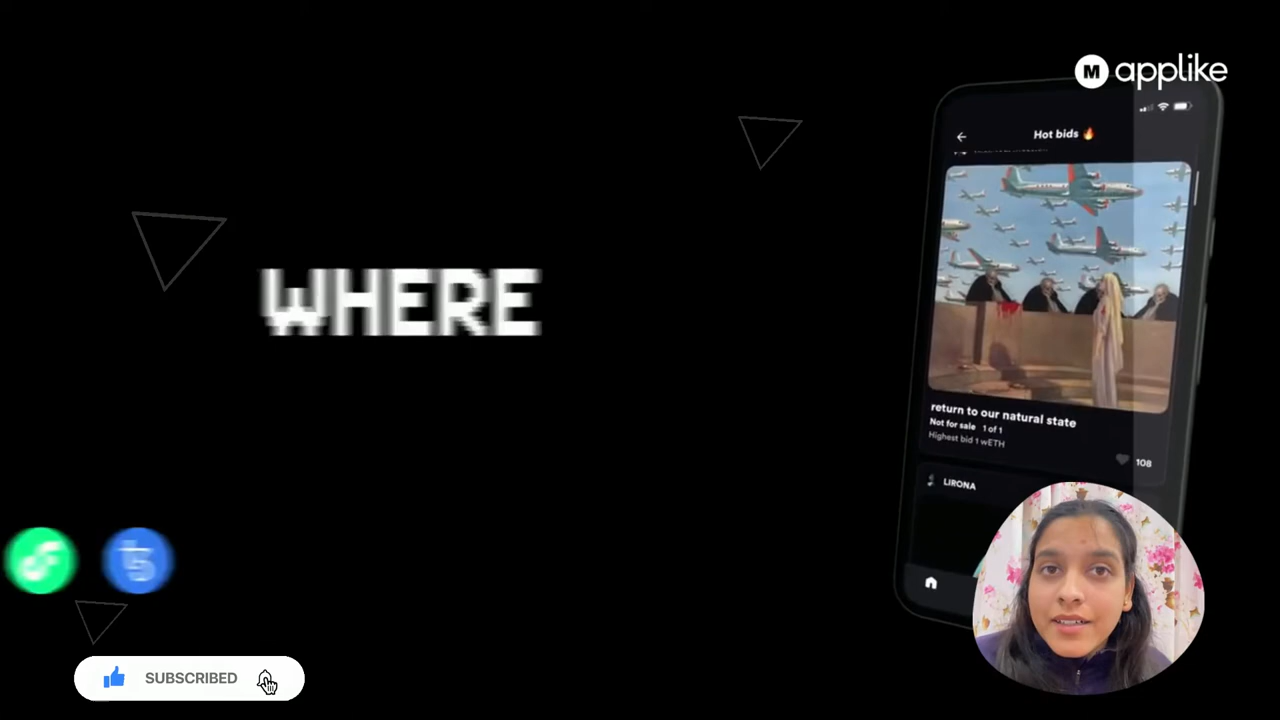 M applike
Hot bids 🔥
WHERE
return to our natural state
Not for sale 1 of 1
Highest bid 1 wETH
108
LIRONA
SUBSCRIBED